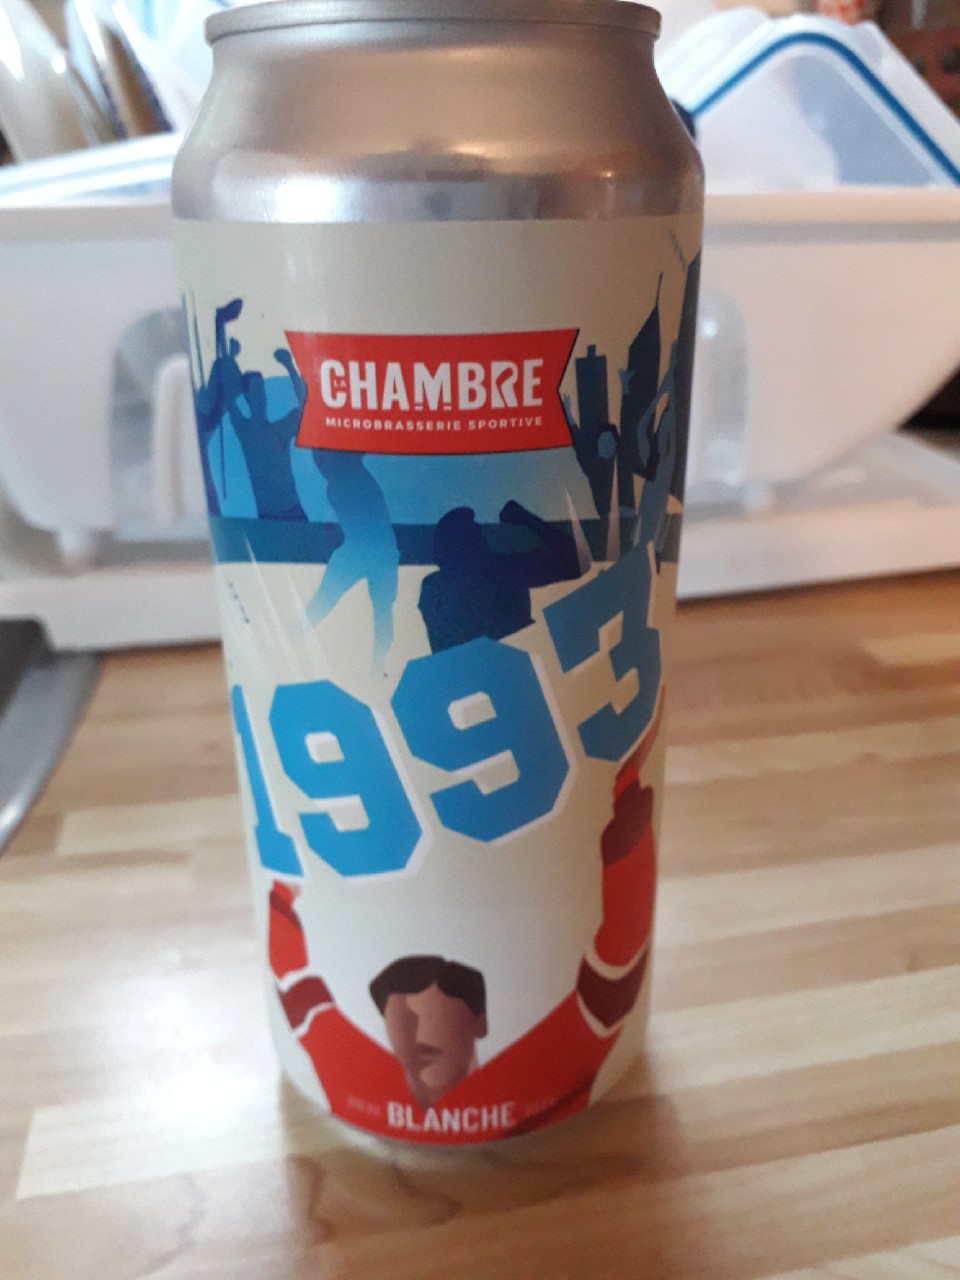 LA CHAMBRE
MICROBRASSERIE SPORTIVE
1993
BLANCHE